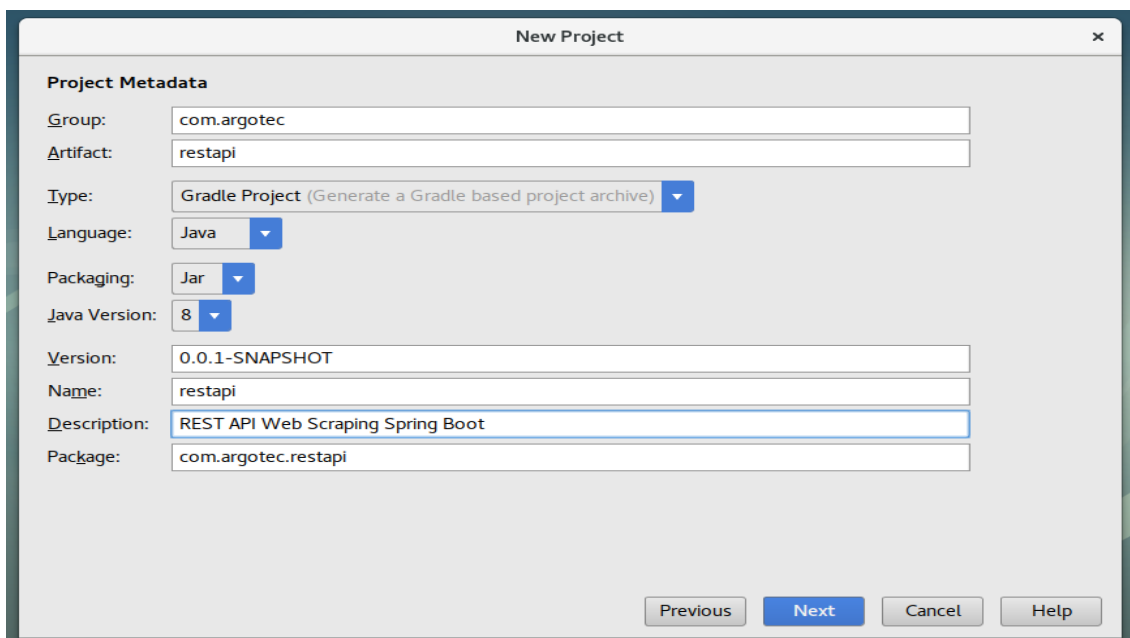 New Project ×
Project Metadata
Group: com.argotec
Artifact: restapi
Type: Gradle Project (Generate a Gradle based project archive)
Language: Java
Packaging: Jar
Java Version: 8
Version: 0.0.1-SNAPSHOT
Name: restapi
Description: REST API Web Scraping Spring Boot
Package: com.argotec.restapi
Previous Next Cancel Help